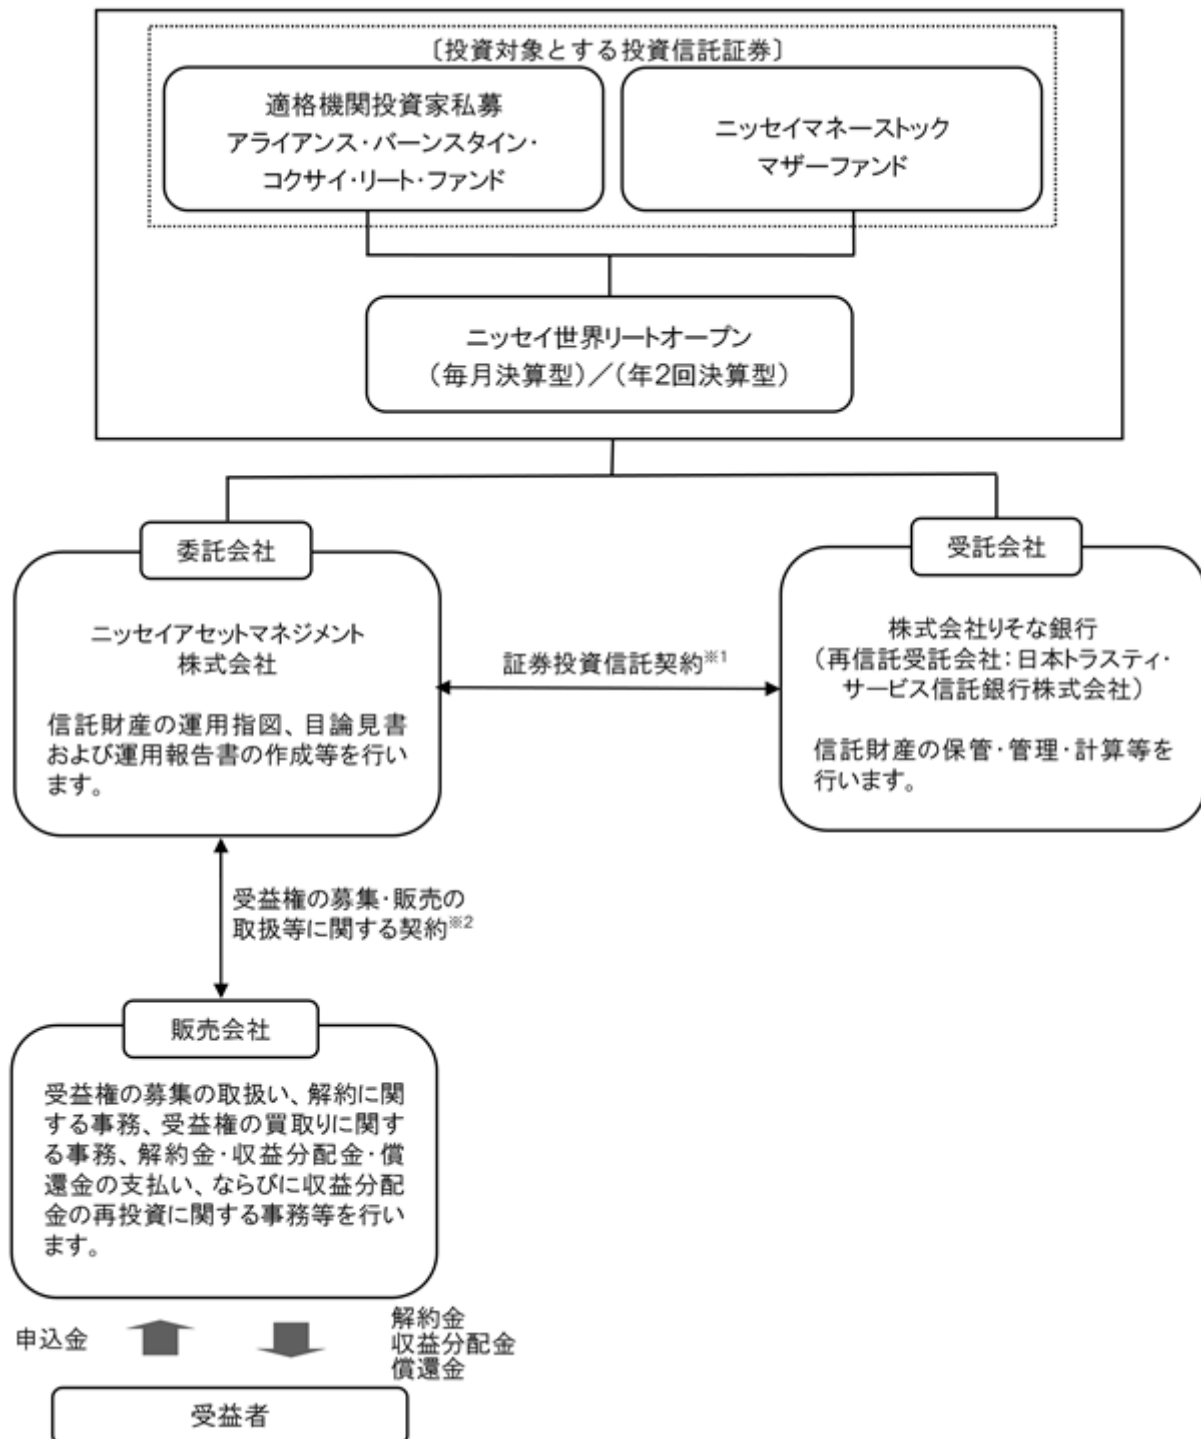 〔投資対象とする投資信託証券〕
適格機関投資家私募
アライアンス・バーンスタイン・
コクサイ・リート・ファンド
ニッセイマネーストック
マザーファンド
ニッセイ世界リートオープン
（毎月決算型）／（年2回決算型）
委託会社
ニッセイアセットマネジメント
株式会社
信託財産の運用指図、目論見書
および運用報告書の作成等を行い
ます。
証券投資信託契約※1
受託会社
株式会社りそな銀行
（再信託受託会社：日本トラスティ・
サービス信託銀行株式会社）
信託財産の保管・管理・計算等を
行います。
受益権の募集・販売の
取扱等に関する契約※2
販売会社
受益権の募集の取扱い、解約に関
する事務、受益権の買取りに関す
る事務、解約金・収益分配金・償
還金の支払い、ならびに収益分配
金の再投資に関する事務等を行い
ます。
申込金
解約金
収益分配金
償還金
受益者